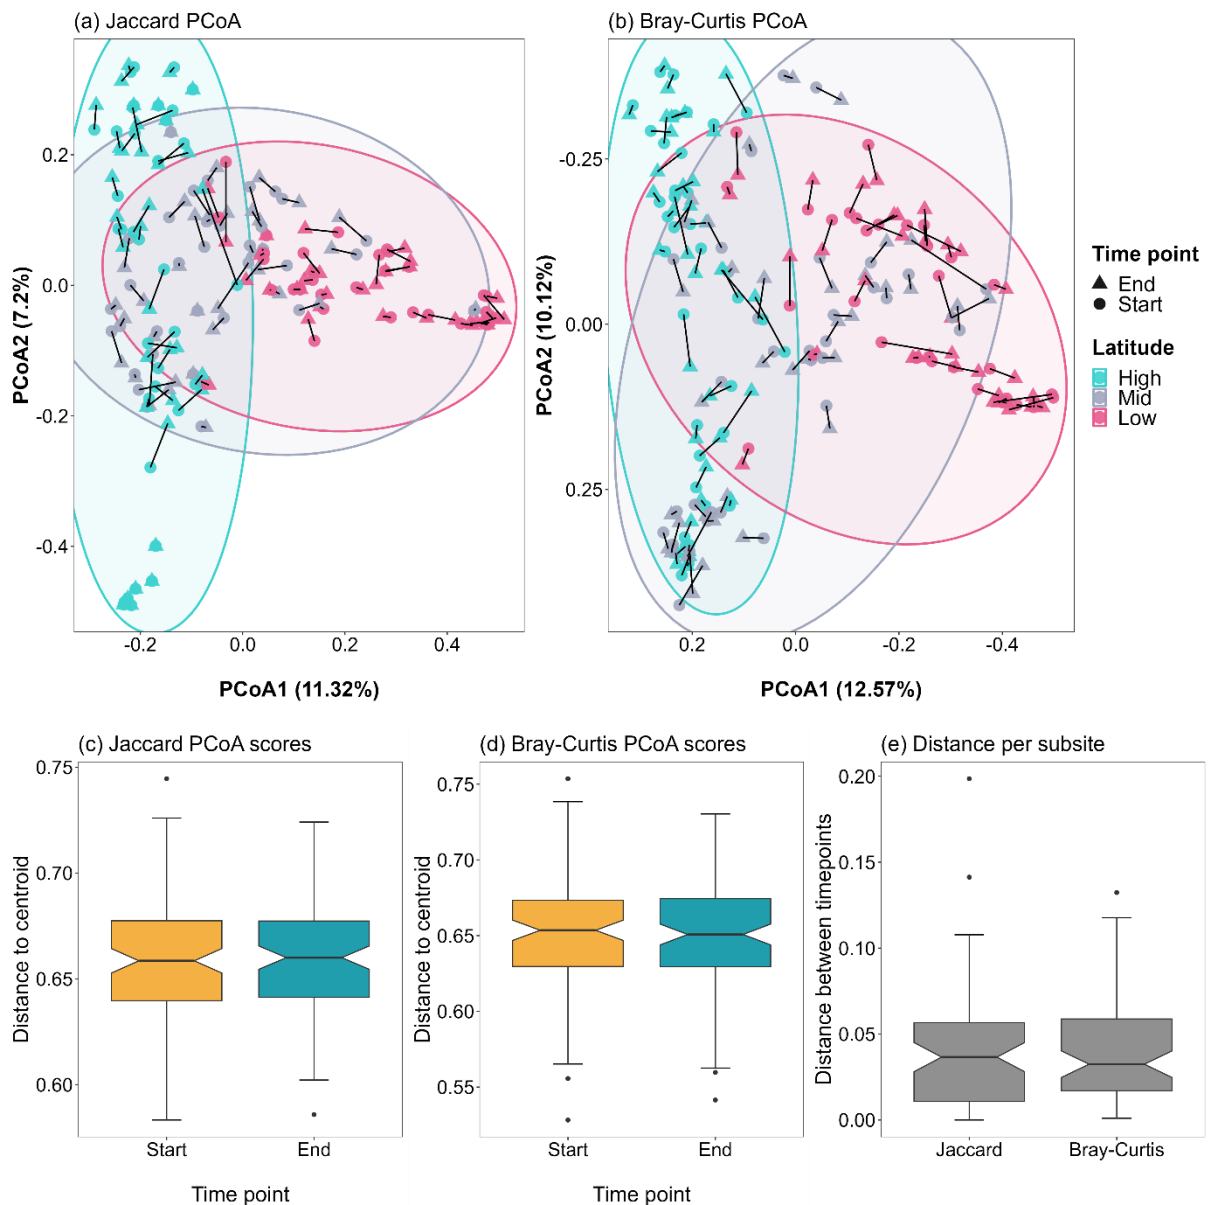 (a) Jaccard PCoA
(b) Bray-Curtis PCoA
PCoA2 (7.2%)
0.2
0.0
-0.2
-0.4
-0.2
0.0
0.2
0.4
PCoA1 (11.32%)
PCoA2 (10.12%)
-0.25
0.00
0.25
0.2
0.0
-0.2
-0.4
PCoA1 (12.57%)
Time point
End
Start
Latitude
High
Mid
Low
(c) Jaccard PCoA scores
Distance to centroid
0.75
0.70
0.65
0.60
Start
End
Time point
(d) Bray-Curtis PCoA scores
Distance to centroid
0.75
0.70
0.65
0.60
0.55
Start
End
Time point
(e) Distance per subsite
Distance between timepoints
0.20
0.15
0.10
0.05
0.00
Jaccard
Bray-Curtis